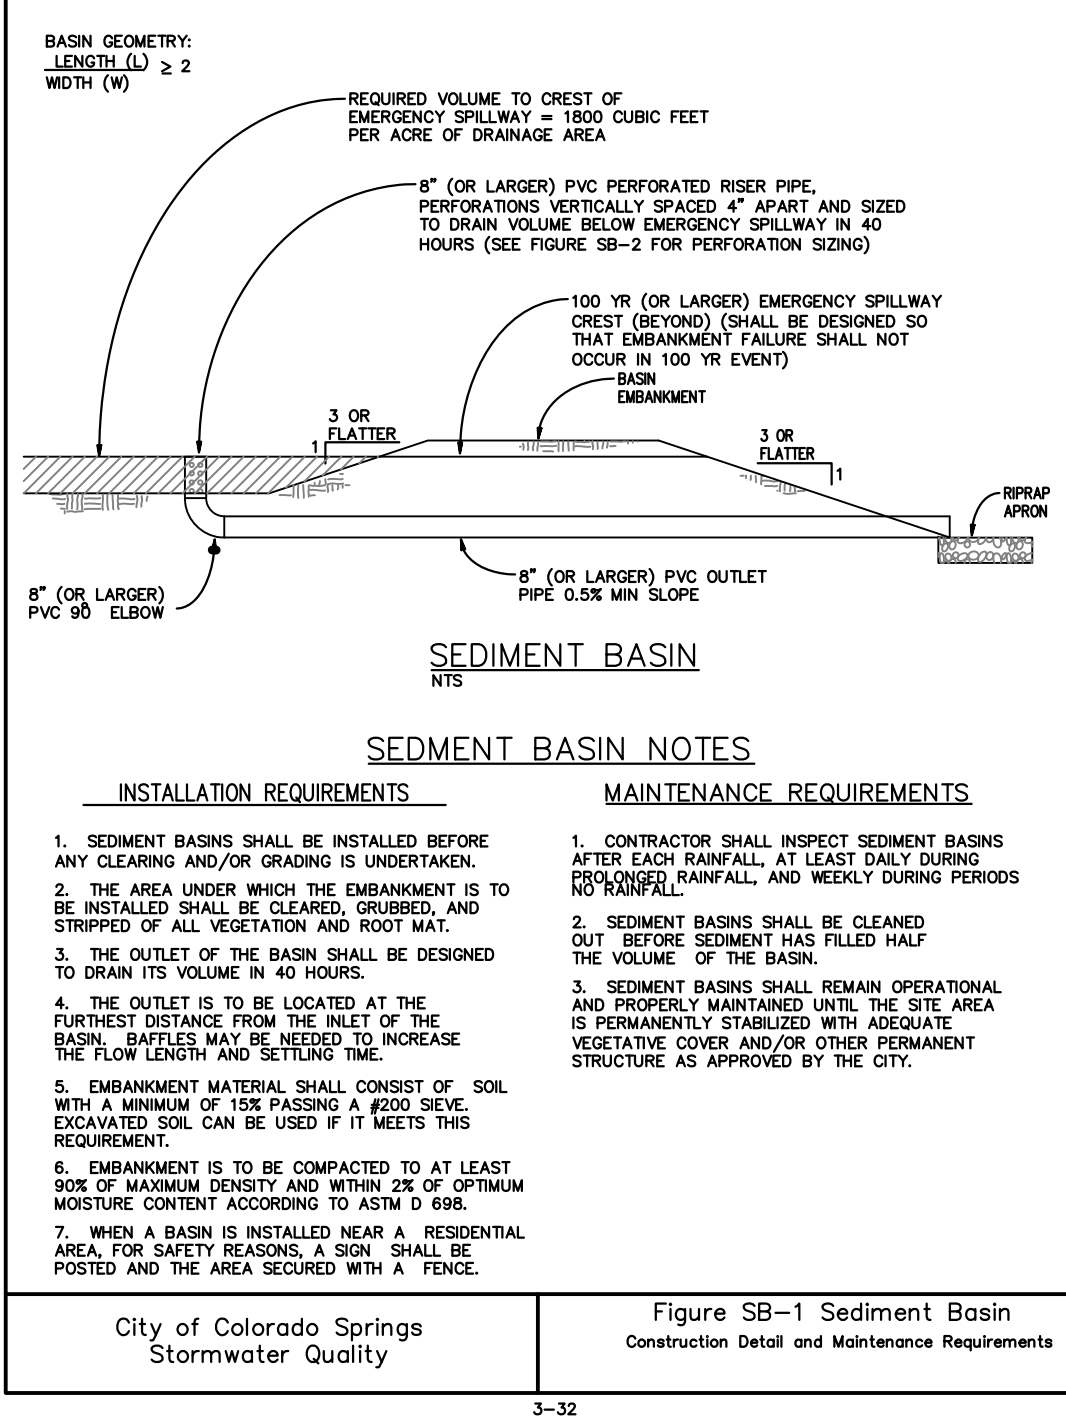 BASIN GEOMETRY:
LENGTH (L)
WIDTH (W)
≥ 2
REQUIRED VOLUME TO CREST OF
EMERGENCY SPILLWAY = 1800 CUBIC FEET
PER ACRE OF DRAINAGE AREA
8" (OR LARGER) PVC PERFORATED RISER PIPE,
PERFORATIONS VERTICALLY SPACED 4" APART AND SIZED
TO DRAIN VOLUME BELOW EMERGENCY SPILLWAY IN 40
HOURS (SEE FIGURE SB-2 FOR PERFORATION SIZING)
100 YR (OR LARGER) EMERGENCY SPILLWAY
CREST (BEYOND) (SHALL BE DESIGNED SO
THAT EMBANKMENT FAILURE SHALL NOT
OCCUR IN 100 YR EVENT)
BASIN
EMBANKMENT
3 OR
FLATTER
1
3 OR
FLATTER
1
RIPRAP
APRON
8" (OR LARGER)
PVC 90° ELBOW
8" (OR LARGER) PVC OUTLET
PIPE 0.5% MIN SLOPE
SEDIMENT BASIN
NTS
SEDMENT BASIN NOTES
INSTALLATION REQUIREMENTS
1. SEDIMENT BASINS SHALL BE INSTALLED BEFORE
ANY CLEARING AND/OR GRADING IS UNDERTAKEN.
2. THE AREA UNDER WHICH THE EMBANKMENT IS TO
BE INSTALLED SHALL BE CLEARED, GRUBBED, AND
STRIPPED OF ALL VEGETATION AND ROOT MAT.
3. THE OUTLET OF THE BASIN SHALL BE DESIGNED
TO DRAIN ITS VOLUME IN 40 HOURS.
4. THE OUTLET IS TO BE LOCATED AT THE
FURTHEST DISTANCE FROM THE INLET OF THE
BASIN. BAFFLES MAY BE NEEDED TO INCREASE
THE FLOW LENGTH AND SETTLING TIME.
5. EMBANKMENT MATERIAL SHALL CONSIST OF SOIL
WITH A MINIMUM OF 15% PASSING A #200 SIEVE.
EXCAVATED SOIL CAN BE USED IF IT MEETS THIS
REQUIREMENT.
6. EMBANKMENT IS TO BE COMPACTED TO AT LEAST
90% OF MAXIMUM DENSITY AND WITHIN 2% OF OPTIMUM
MOISTURE CONTENT ACCORDING TO ASTM D 698.
7. WHEN A BASIN IS INSTALLED NEAR A RESIDENTIAL
AREA, FOR SAFETY REASONS, A SIGN SHALL BE
POSTED AND THE AREA SECURED WITH A FENCE.
MAINTENANCE REQUIREMENTS
1. CONTRACTOR SHALL INSPECT SEDIMENT BASINS
AFTER EACH RAINFALL, AT LEAST DAILY DURING
PROLONGED RAINFALL, AND WEEKLY DURING PERIODS
NO RAINFALL.
2. SEDIMENT BASINS SHALL BE CLEANED
OUT BEFORE SEDIMENT HAS FILLED HALF
THE VOLUME OF THE BASIN.
3. SEDIMENT BASINS SHALL REMAIN OPERATIONAL
AND PROPERLY MAINTAINED UNTIL THE SITE AREA
IS PERMANENTLY STABILIZED WITH ADEQUATE
VEGETATIVE COVER AND/OR OTHER PERMANENT
STRUCTURE AS APPROVED BY THE CITY.
City of Colorado Springs
Stormwater Quality
Figure SB-1 Sediment Basin
Construction Detail and Maintenance Requirements
3-32